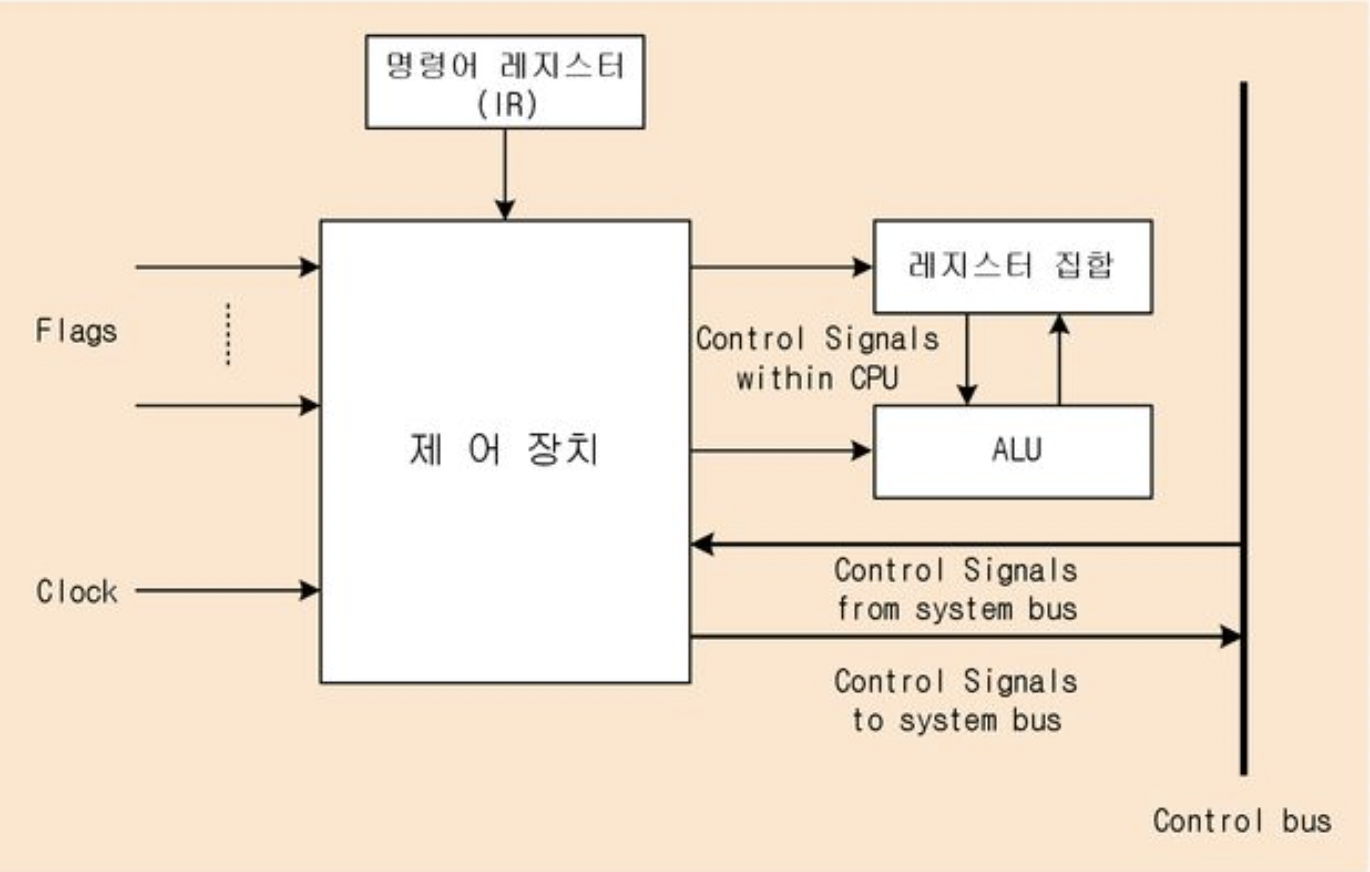 명령어 레지스터
(IR)
레지스터 집합
Flags
Control Signals
within CPU
제 어 장치
ALU
Control Signals
from system bus
Clock
Control Signals
to system bus
Control bus